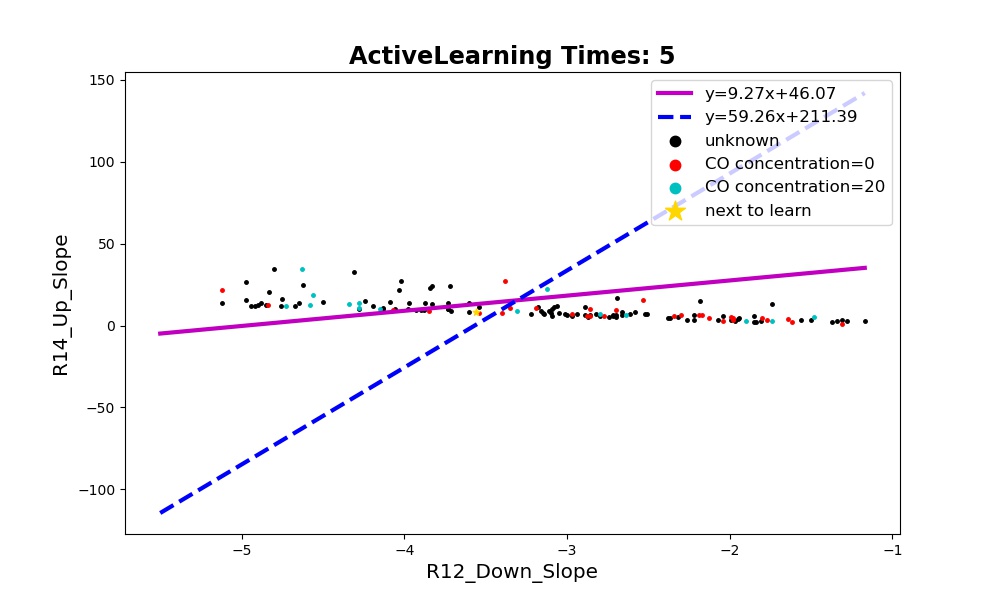 ActiveLearning Times: 5
y=9.27x+46.07
y=59.26x+211.39
unknown
CO concentration=0
CO concentration=20
next to learn
R14_Up_Slope
150
100
50
0
−50
−100
−5
−4
−3
−2
−1
R12_Down_Slope